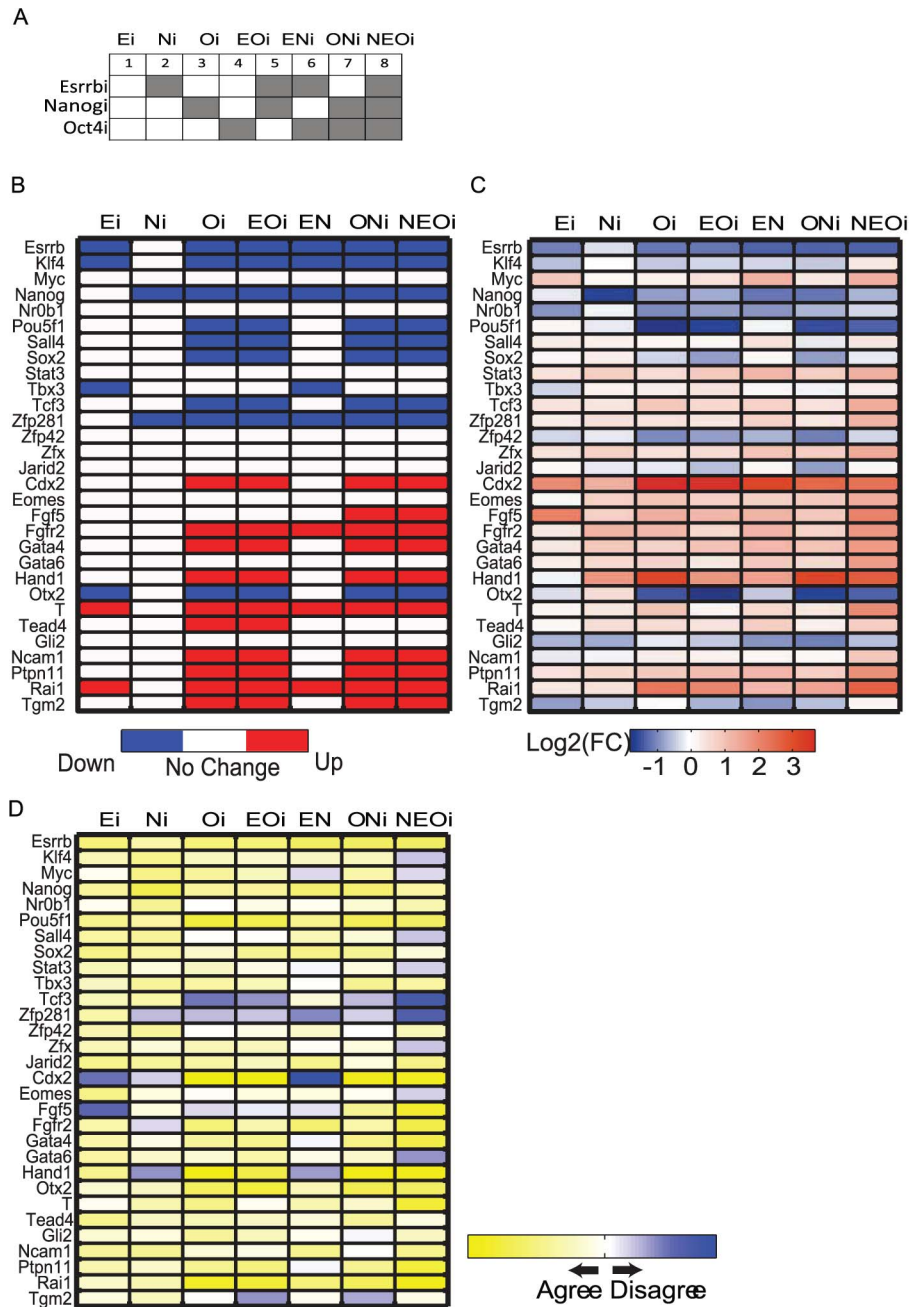 A
Ei Ni Oi EOi ENi ONi NEOi
1 2 3 4 5 6 7 8
Esrrbi
Nanogi
Oct4i
B
Ei Ni Oi EOi EN ONi NEOi
Esrrb
Klf4
Myc
Nanog
Nr0b1
Pou5f1
Sall4
Sox2
Stat3
Tbx3
Tcf3
Zfp281
Zfp42
Zfx
Jarid2
Cdx2
Eomes
Fgf5
Fgfr2
Gata4
Gata6
Hand1
Otx2
T
Tead4
Gli2
Ncam1
Ptpn11
Rai1
Tgm2
Down No Change Up
C
Ei Ni Oi EOi EN ONi NEOi
Esrrb
Klf4
Myc
Nanog
Nr0b1
Pou5f1
Sall4
Sox2
Stat3
Tbx3
Tcf3
Zfp281
Zfp42
Zfx
Jarid2
Cdx2
Eomes
Fgf5
Fgfr2
Gata4
Gata6
Hand1
Otx2
T
Tead4
Gli2
Ncam1
Ptpn11
Rai1
Tgm2
Log2(FC)
-1 0 1 2 3
D
Ei Ni Oi EOi EN ONi NEOi
Esrrb
Klf4
Myc
Nanog
Nr0b1
Pou5f1
Sall4
Sox2
Stat3
Tbx3
Tcf3
Zfp281
Zfp42
Zfx
Jarid2
Cdx2
Eomes
Fgf5
Fgfr2
Gata4
Gata6
Hand1
Otx2
T
Tead4
Gli2
Ncam1
Ptpn11
Rai1
Tgm2
Agree Disagree